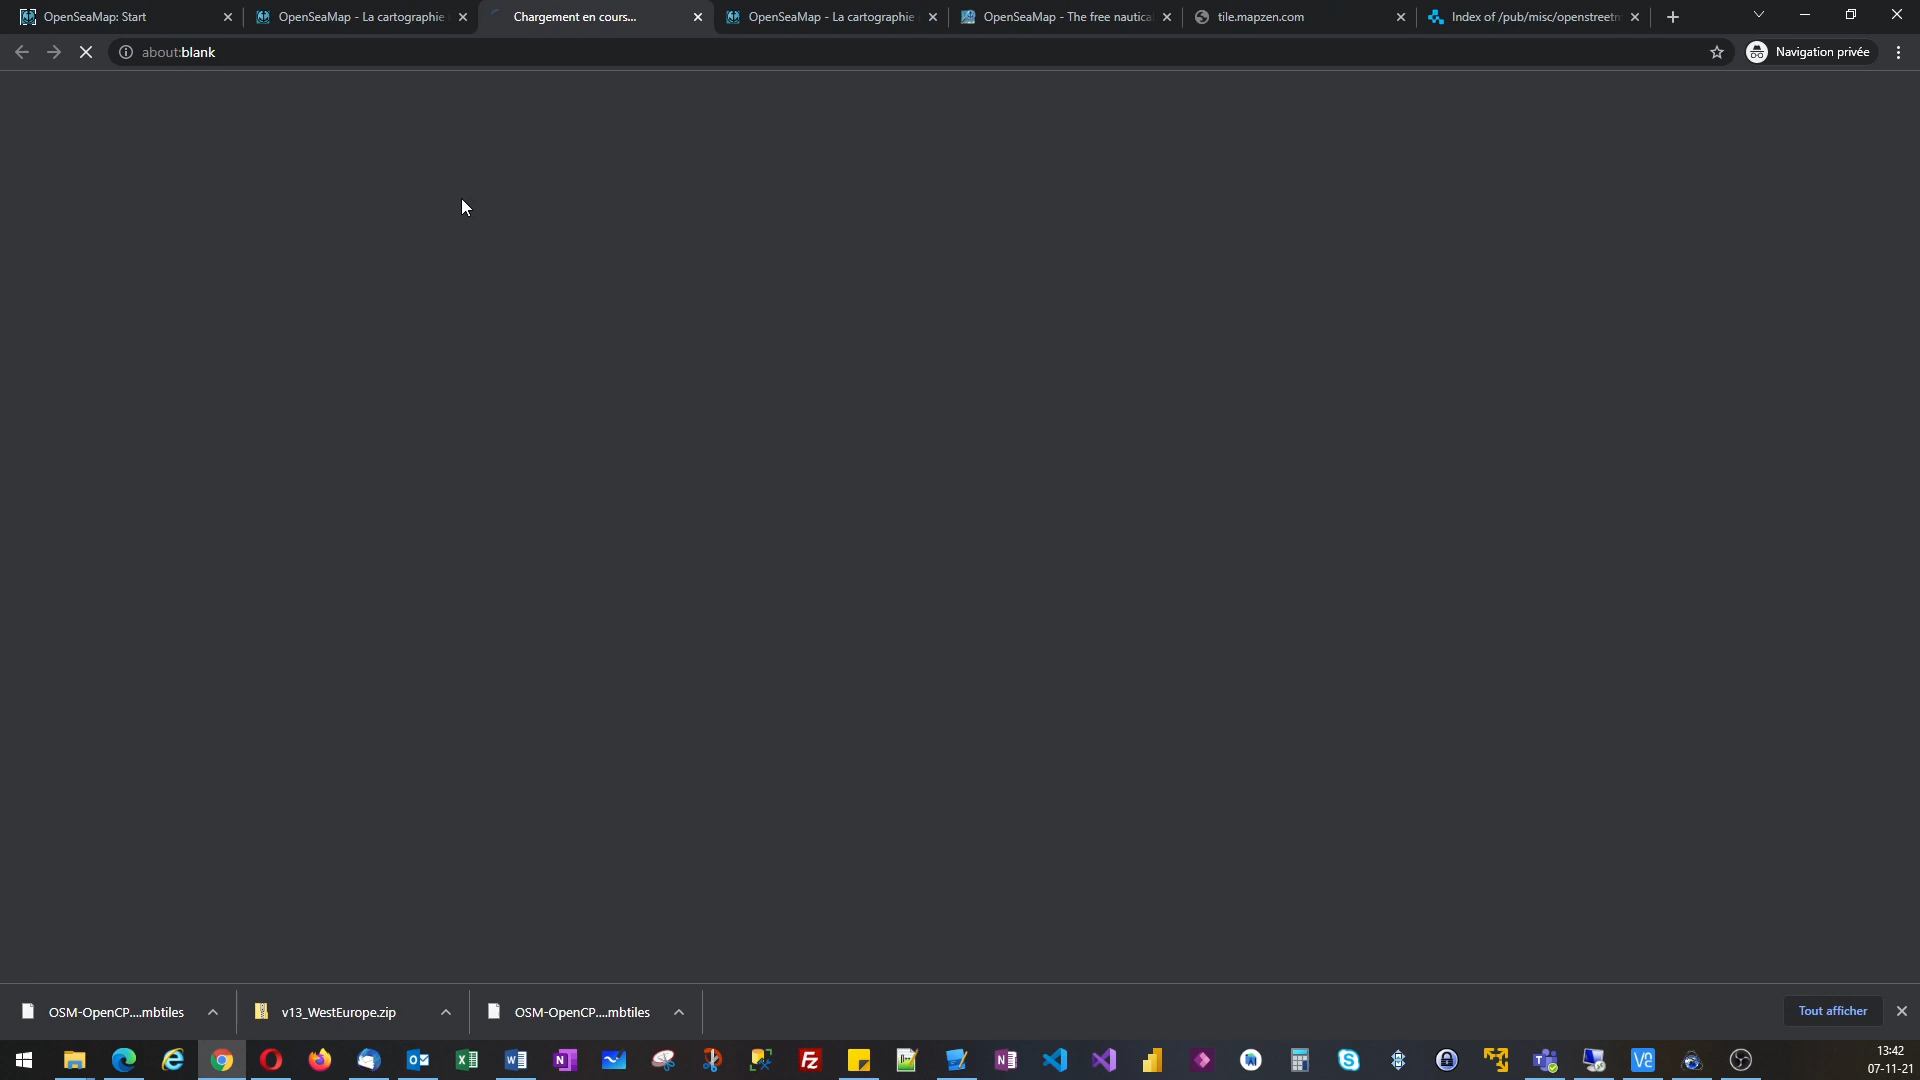 OpenSeaMap: Start
OpenSeaMap - La cartographie
Chargement en cours...
OpenSeaMap - La cartographie
OpenSeaMap - The free nautica
tile.mapzen.com
Index of /pub/misc/openstreetm
about:blank
Navigation privée
OSM-OpenCP....mbtiles
v13_WestEurope.zip
OSM-OpenCP....mbtiles
Tout afficher
13:42
07-11-21